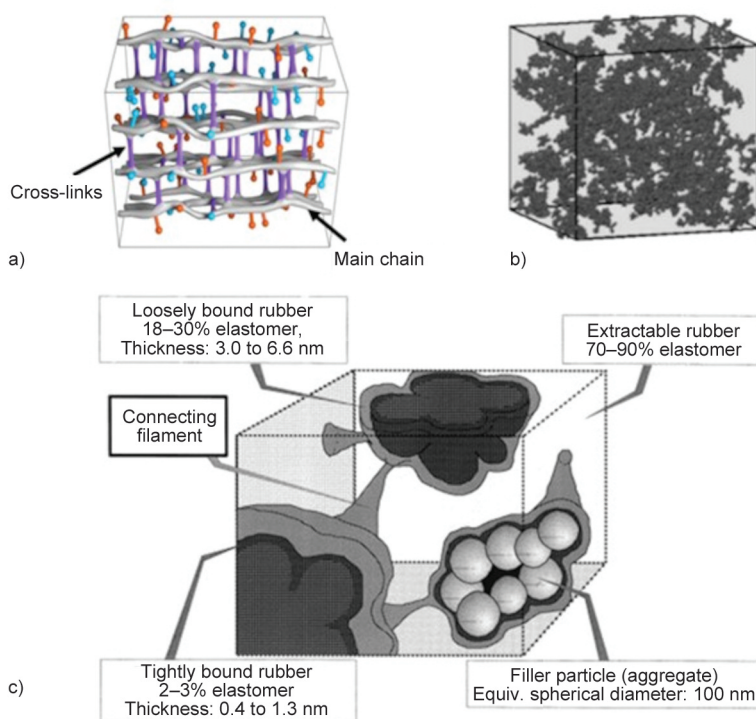 Cross-links
Main chain
a)
b)
Loosely bound rubber
18–30% elastomer,
Thickness: 3.0 to 6.6 nm
Extractable rubber
70–90% elastomer
Connecting
filament
Tightly bound rubber
2–3% elastomer
Thickness: 0.4 to 1.3 nm
Filler particle (aggregate)
Equiv. spherical diameter: 100 nm
c)